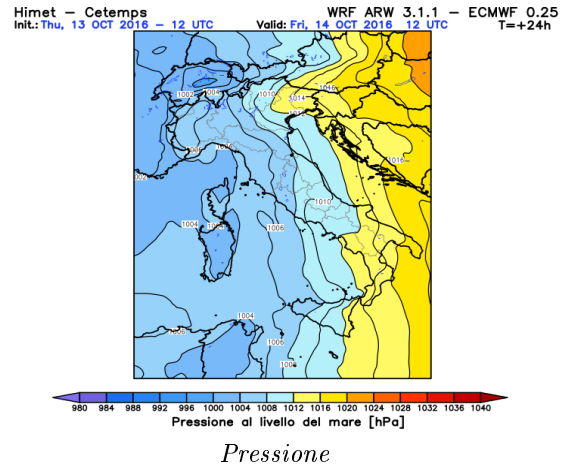 Himet – Cetemps WRF ARW 3.1.1 – ECMWF 0.25
Init.: Thu, 13 OCT 2016 – 12 UTC Valid: Fri, 14 OCT 2016 12 UTC T=+24h
1002 1004 1010 1014 1016
1016
1004 1006
1010
1006
1004
1006
1006
980 984 988 992 996 1000 1004 1008 1012 1016 1020 1024 1028 1032 1036 1040
Pressione al livello del mare [hPa]
Pressione